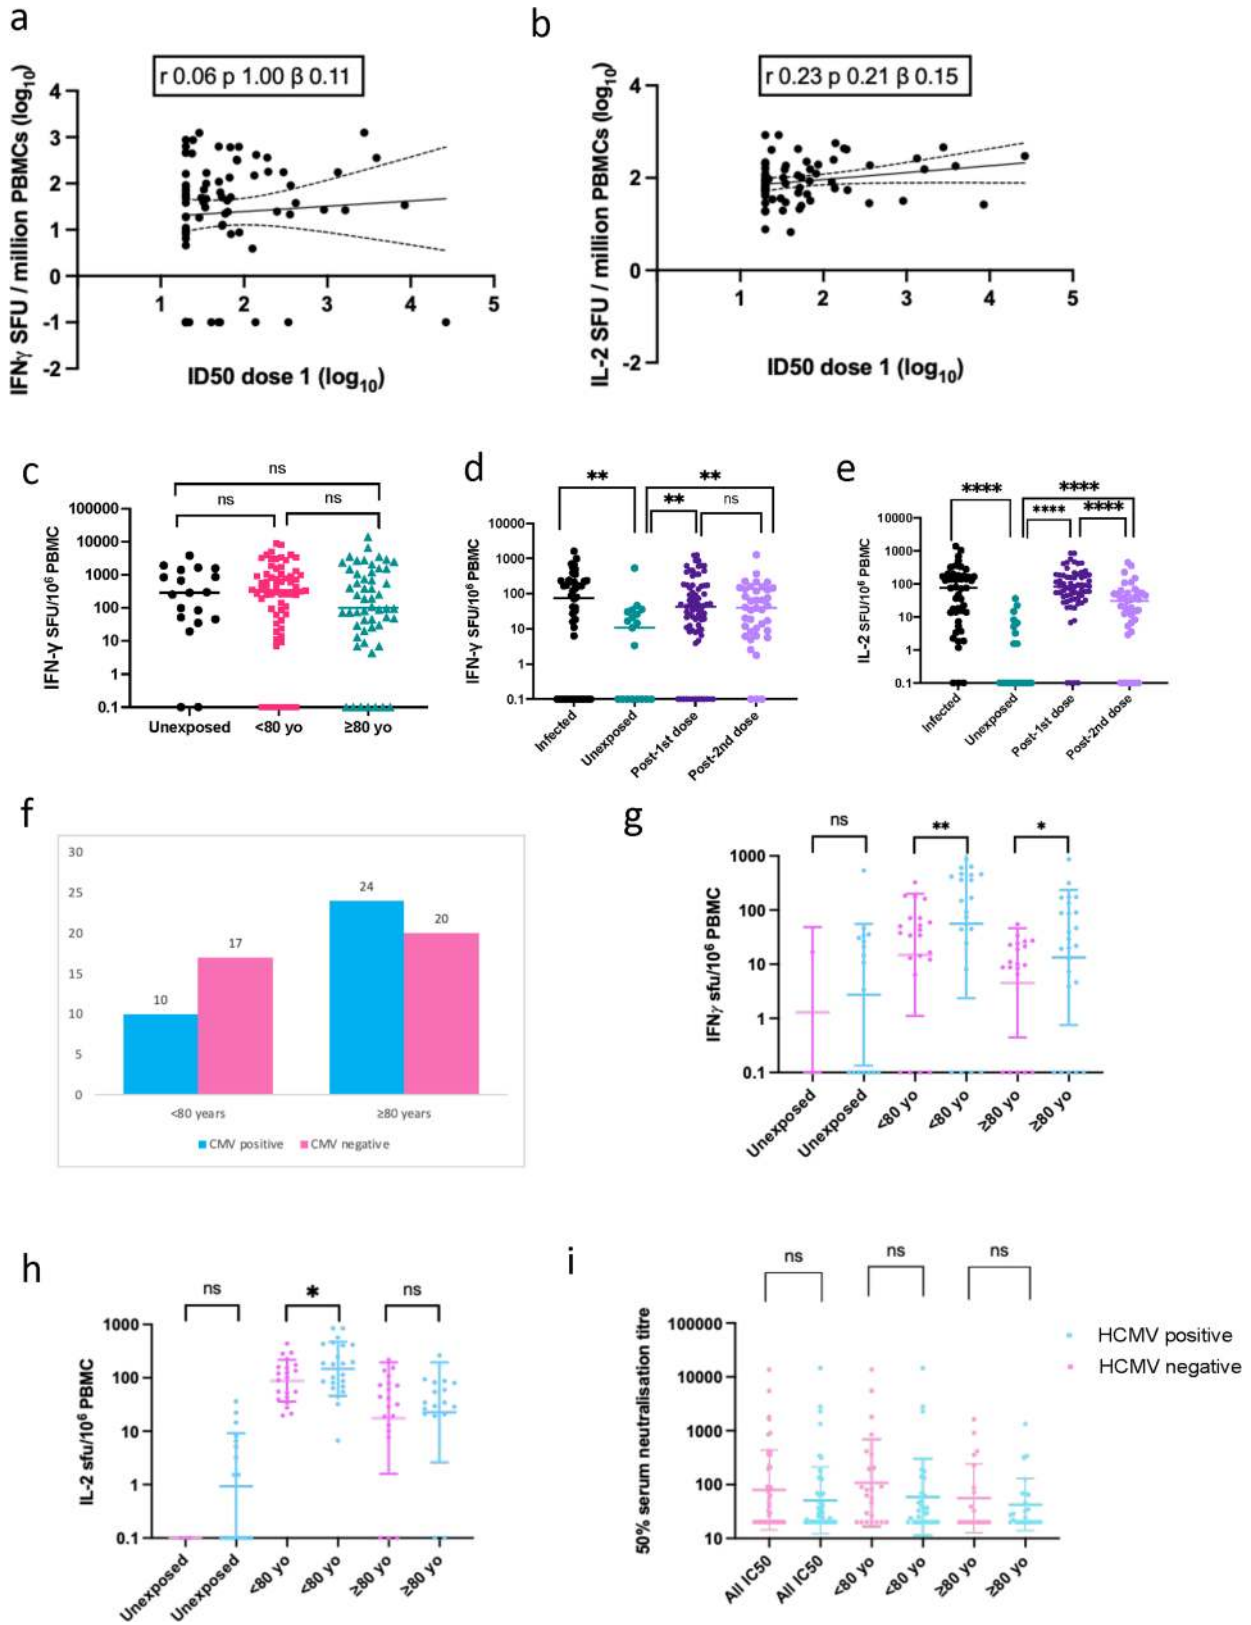 a
r 0.06 p 1.00 β 0.11
IFNγ SFU / million PBMCs (log10)
4
3
2
1
0
-1
-2
1 2 3 4 5
ID50 dose 1 (log10)
b
r 0.23 p 0.21 β 0.15
IL-2 SFU / million PBMCs (log10)
4
2
0
-2
1 2 3 4 5
ID50 dose 1 (log10)
c
ns
ns ns
IFN-γ SFU/10⁶ PBMC
100000
10000
1000
100
10
1
0.1
Unexposed <80 yo ≥80 yo
d
** **
** ns
IFN-γ SFU/10⁶ PBMC
10000
1000
100
10
1
0.1
Infected Unexposed Post-1st dose Post-2nd dose
e
**** ****
**** ****
IL-2 SFU/10⁶ PBMC
10000
1000
100
10
1
0.1
Infected Unexposed Post-1st dose Post-2nd dose
f
30
25
20
15
10
5
0
10 17 24 20
<80 years ≥80 years
CMV positive CMV negative
g
ns ** *
IFNγ sfu/10⁶ PBMC
1000
100
10
1
0.1
Unexposed Unexposed <80 yo <80 yo ≥80 yo ≥80 yo
h
ns * ns
IL-2 sfu/10⁶ PBMC
1000
100
10
1
0.1
Unexposed Unexposed <80 yo <80 yo ≥80 yo ≥80 yo
i
ns ns ns
50% serum neutralisation titre
100000
10000
1000
100
10
All IC50 All IC50 <80 yo <80 yo ≥80 yo ≥80 yo
HCMV positive
HCMV negative